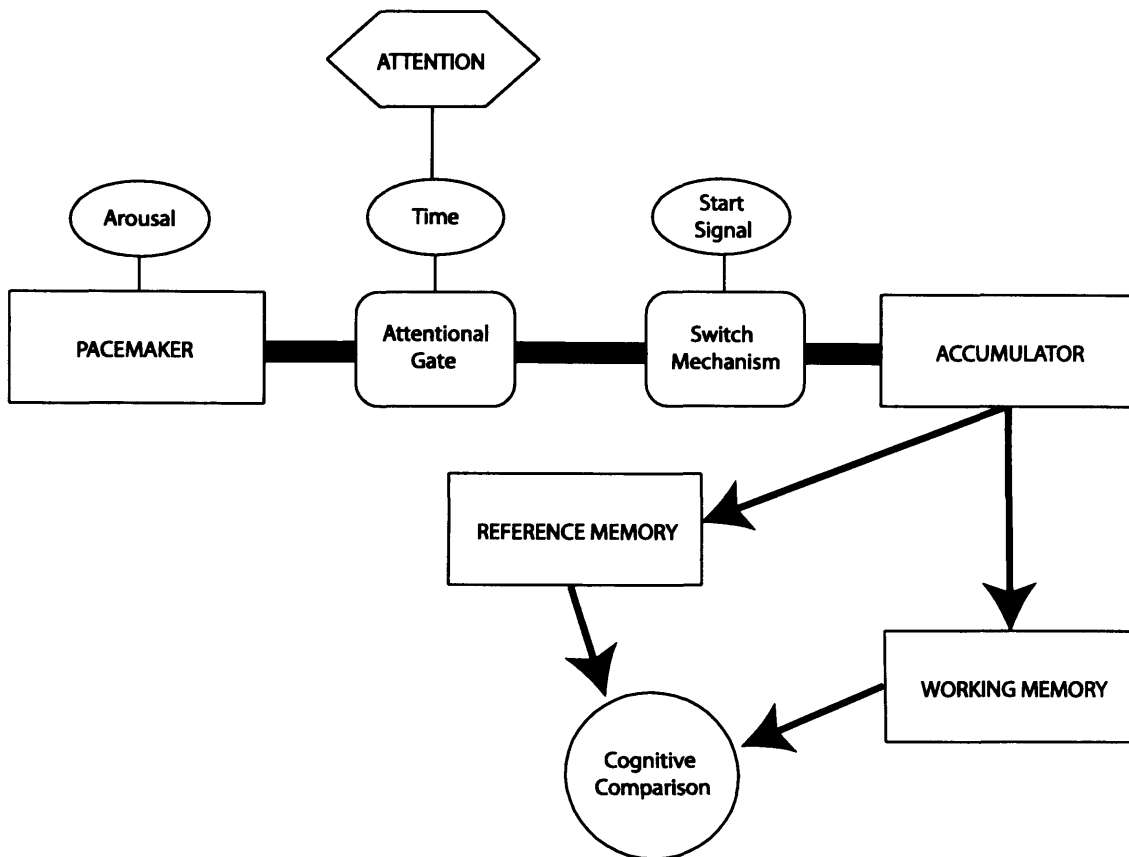 ATTENTION
Arousal
Time
Start
Signal
PACEMAKER
Attentional
Gate
Switch
Mechanism
ACCUMULATOR
REFERENCE MEMORY
WORKING MEMORY
Cognitive
Comparison